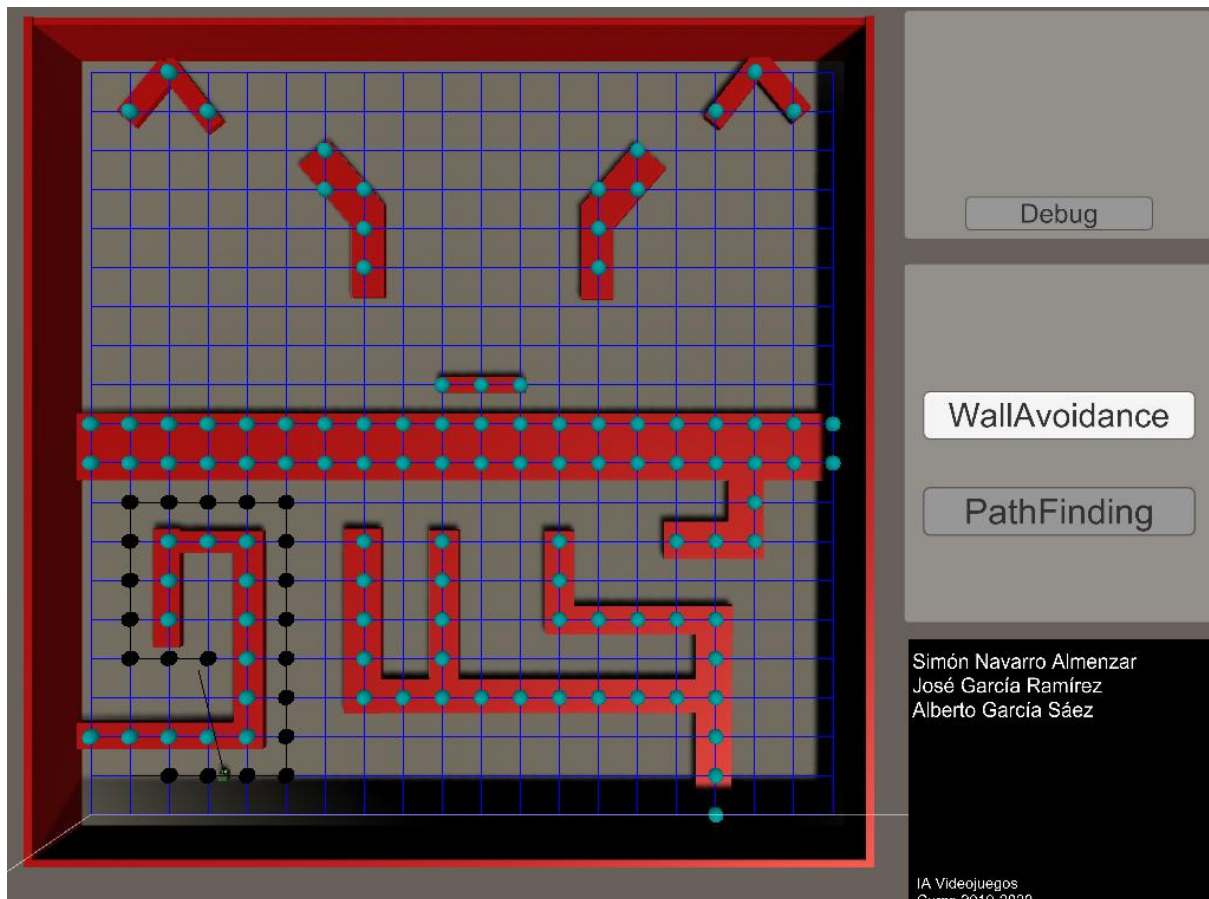 Debug
WallAvoidance
PathFinding
Simón Navarro Almenzar
José García Ramírez
Alberto García Sáez
IA Videojuegos